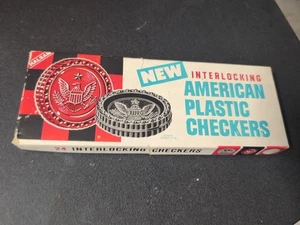 NEW
INTERLOCKING
AMERICAN
PLASTIC
CHECKERS
24 INTERLOCKING CHECKERS